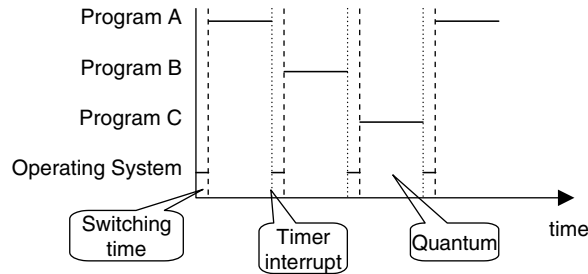 Program A
Program B
Program C
Operating System
Switching
time
Timer
interrupt
Quantum
time